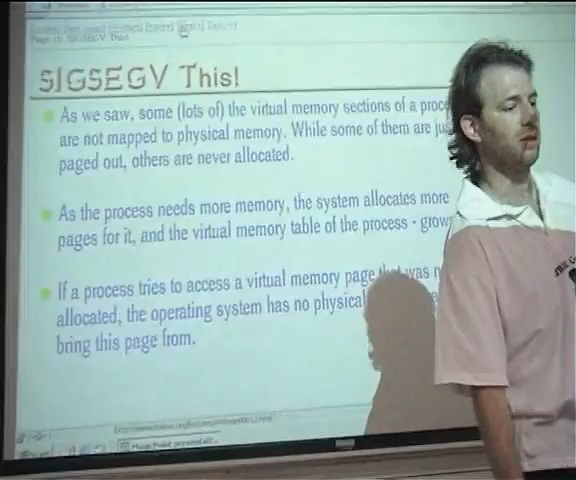 SIGSEGV This!
As we saw, some (lots of) the virtual memory sections of a proc
are not mapped to physical memory. While some of them are jus
paged out, others are never allocated.
As the process needs more memory, the system allocates more
pages for it, and the virtual memory table of the process - grow
If a process tries to access a virtual memory page that was n
allocated, the operating system has no physical
bring this page from.